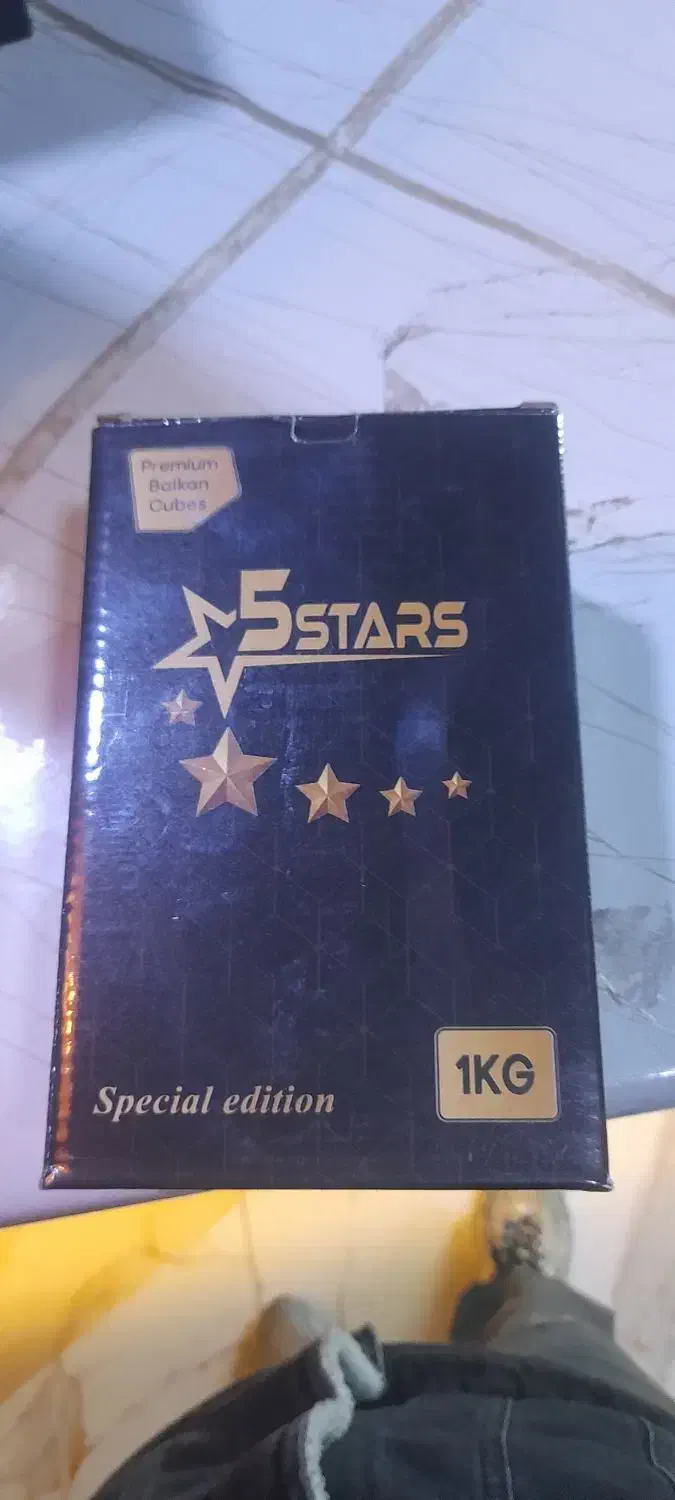 Premium
Balkan
Cubes
5STARS
Special edition
1KG